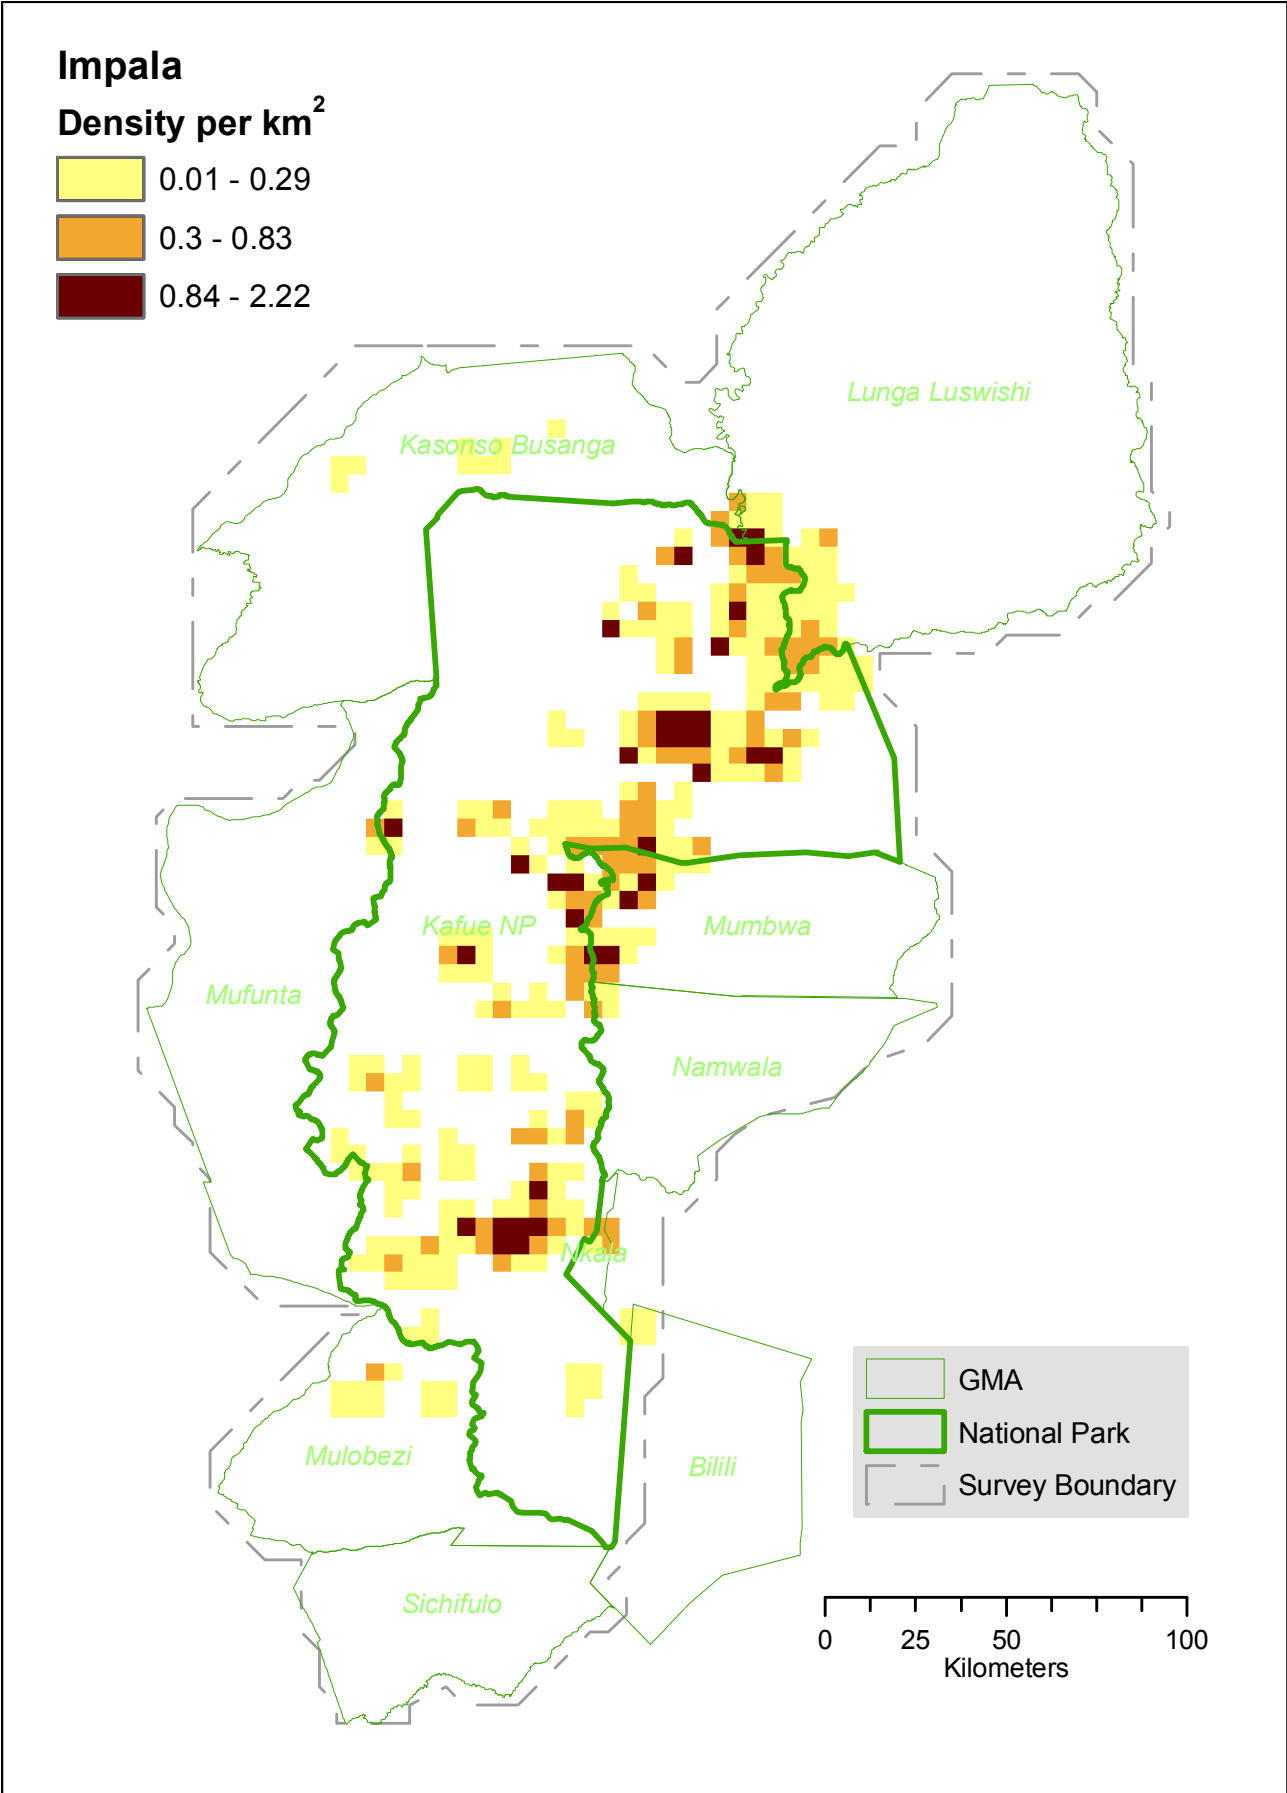 Impala
Density per km2
0.01 - 0.29
0.3 - 0.83
0.84 - 2.22
Lunga Luswishi
Kasonso Busanga
Kafue NP
Mumbwa
Mufunta
Namwala
Nkala
Mulobezi
Bilili
Sichifulo
GMA
National Park
Survey Boundary
0 25 50 100
Kilometers